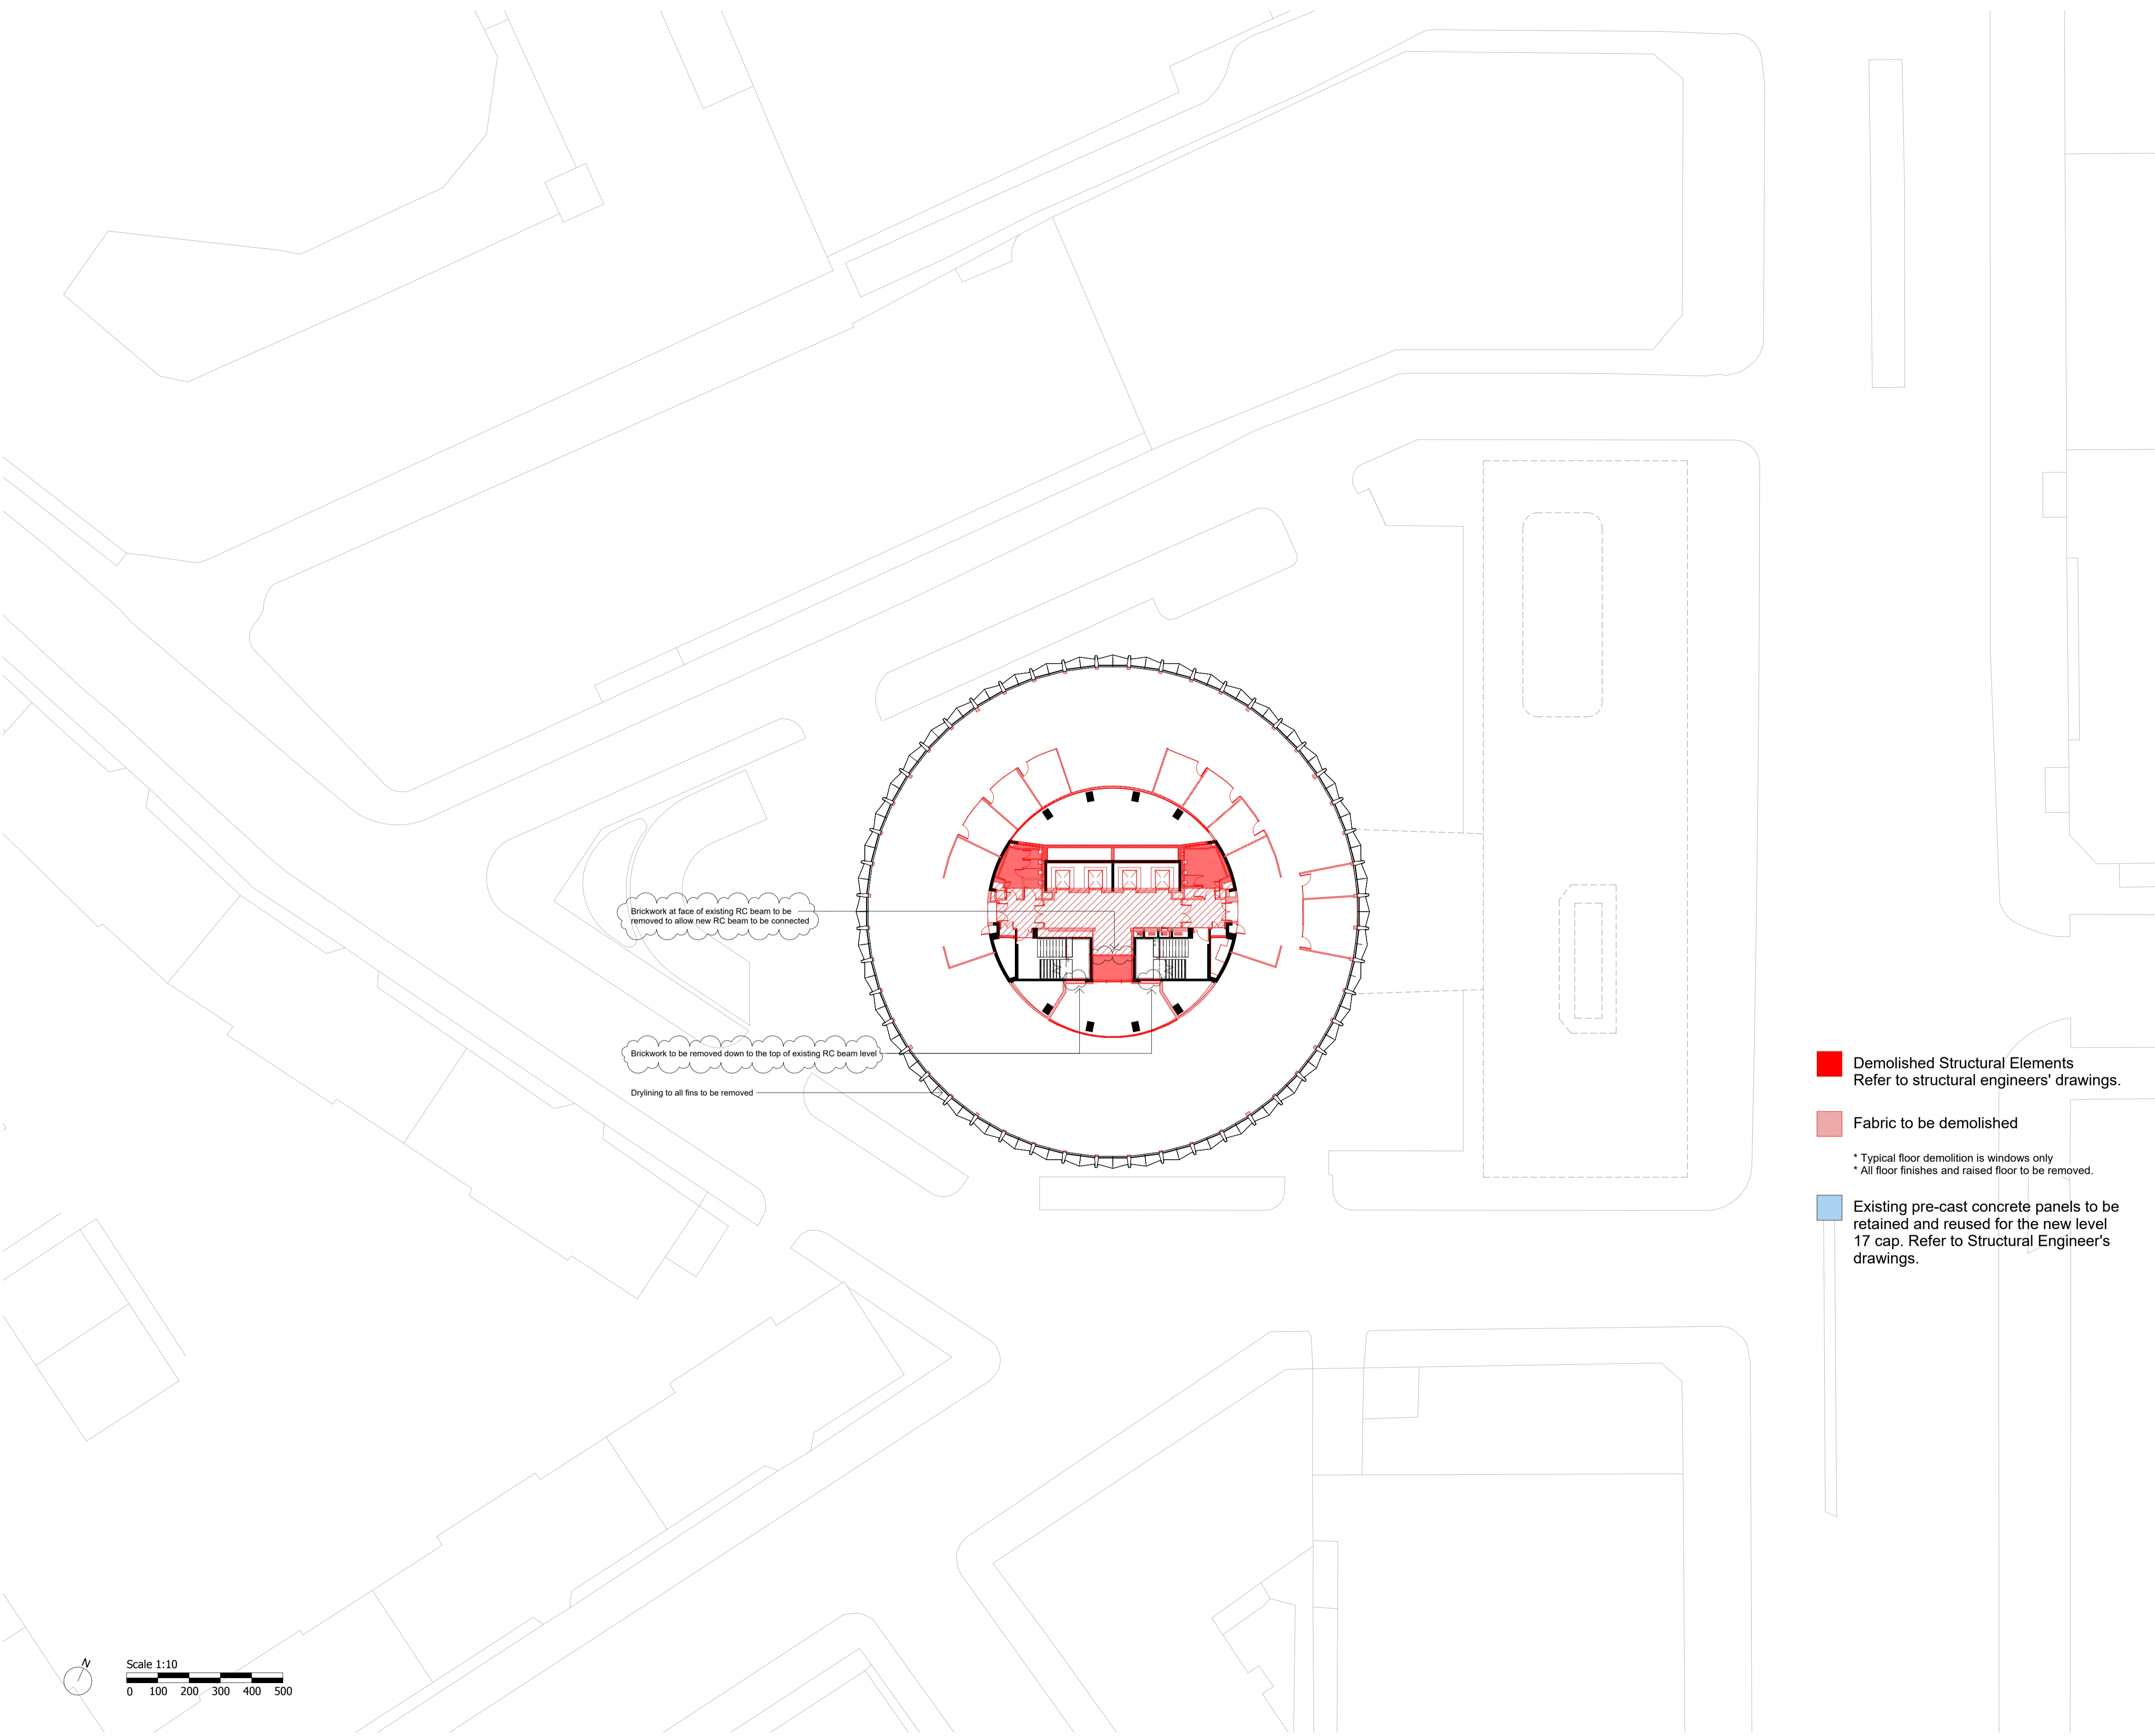 Brickwork at face of existing RC beam to be
removed to allow new RC beam to be connected
Brickwork to be removed down to the top of existing RC beam level
Drylining to all fins to be removed
Demolished Structural Elements
Refer to structural engineers' drawings.
Fabric to be demolished
* Typical floor demolition is windows only
* All floor finishes and raised floor to be removed.
Existing pre-cast concrete panels to be
retained and reused for the new level
17 cap. Refer to Structural Engineer's
drawings.
N
Scale 1:10
0 100 200 300 400 500